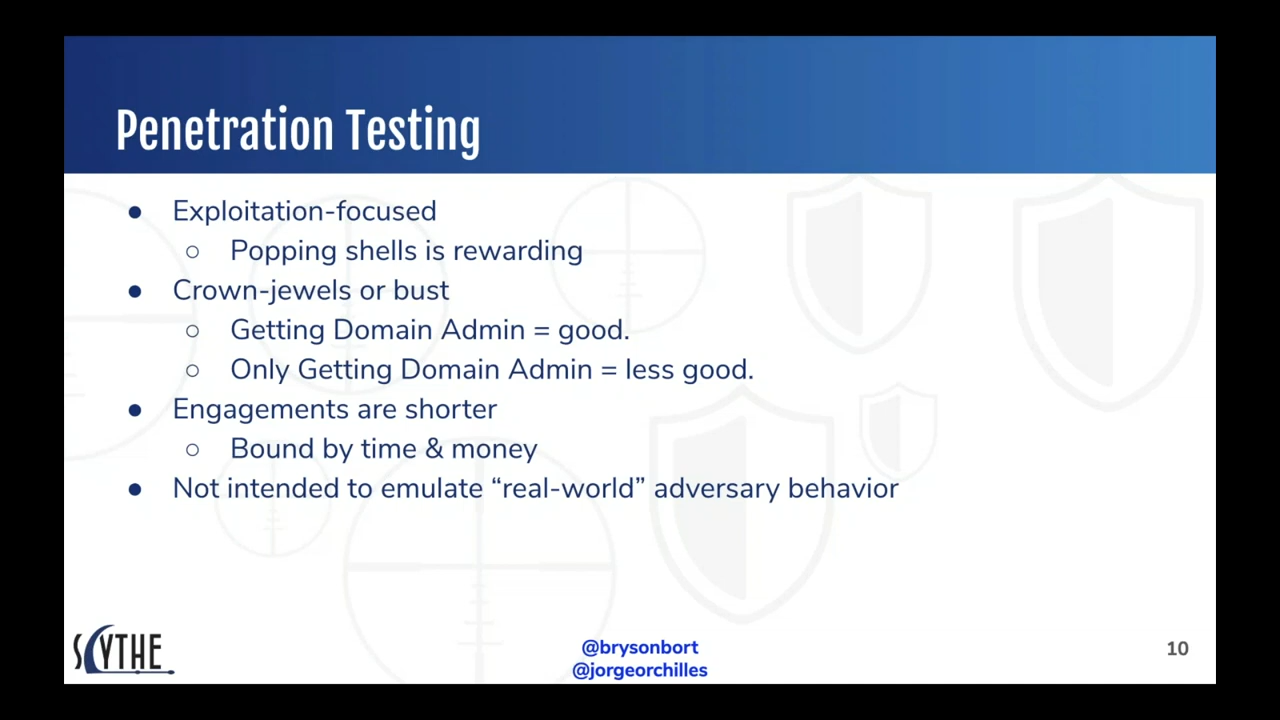 Penetration Testing
● Exploitation-focused
○ Popping shells is rewarding
● Crown-jewels or bust
○ Getting Domain Admin = good.
○ Only Getting Domain Admin = less good.
● Engagements are shorter
○ Bound by time & money
● Not intended to emulate “real-world” adversary behavior
SCYTHE
@brysonbort
@jorgeorchilles
10